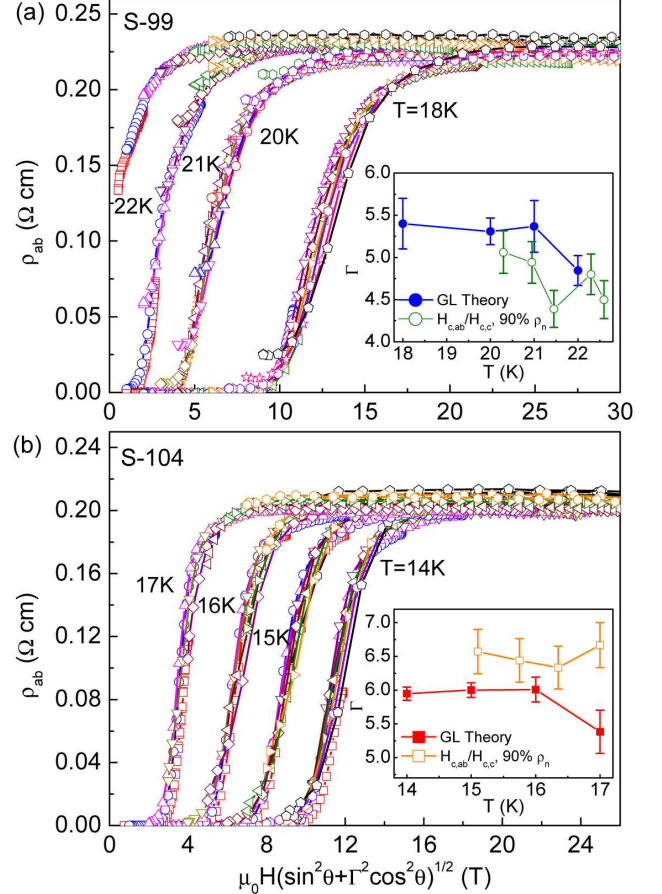 (a)
S-99
0.25
0.20
0.15
0.10
0.05
0.00
ρab (Ω cm)
T=18K
20K
21K
22K
6.0
5.5
5.0
4.5
4.0
Γ
GL Theory
Hc,ab/Hc,c, 90% ρn
18 19 20 21 22
T (K)
0 5 10 15 20 25 30
(b)
S-104
0.24
0.20
0.16
0.12
0.08
0.04
0.00
ρab (Ω cm)
17K
16K
15K
T=14K
7.0
6.5
6.0
5.5
5.0
Γ
GL Theory
Hc,ab/Hc,c, 90% ρn
14 15 16 17
T (K)
0 4 8 12 16 20 24
μ0H(sin²θ+Γ²cos²θ)^1/2 (T)